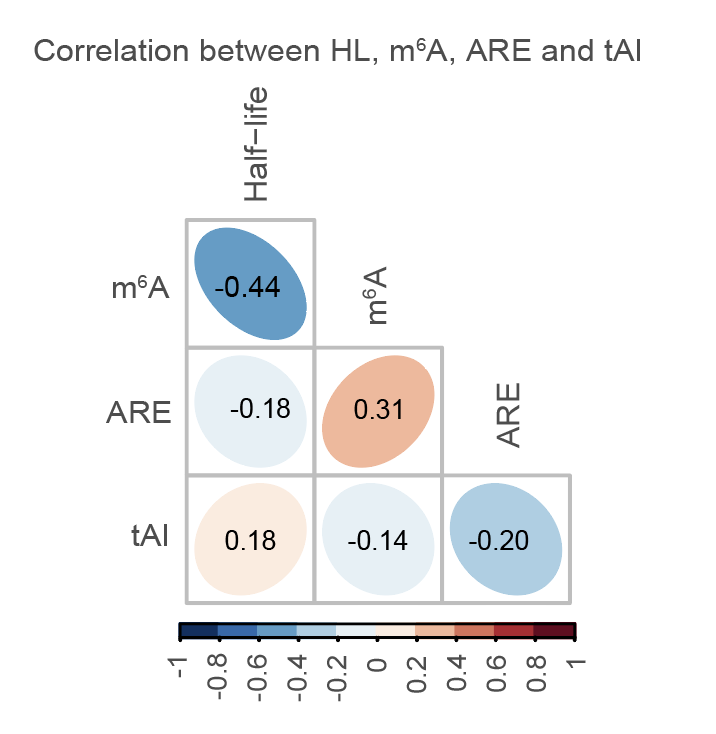 Correlation between HL, m⁶A, ARE and tAI
Half−life
m⁶A
-0.44
m⁶A
ARE
-0.18
0.31
ARE
tAI
0.18
-0.14
-0.20
-1
-0.8
-0.6
-0.4
-0.2
0
0.2
0.4
0.6
0.8
1